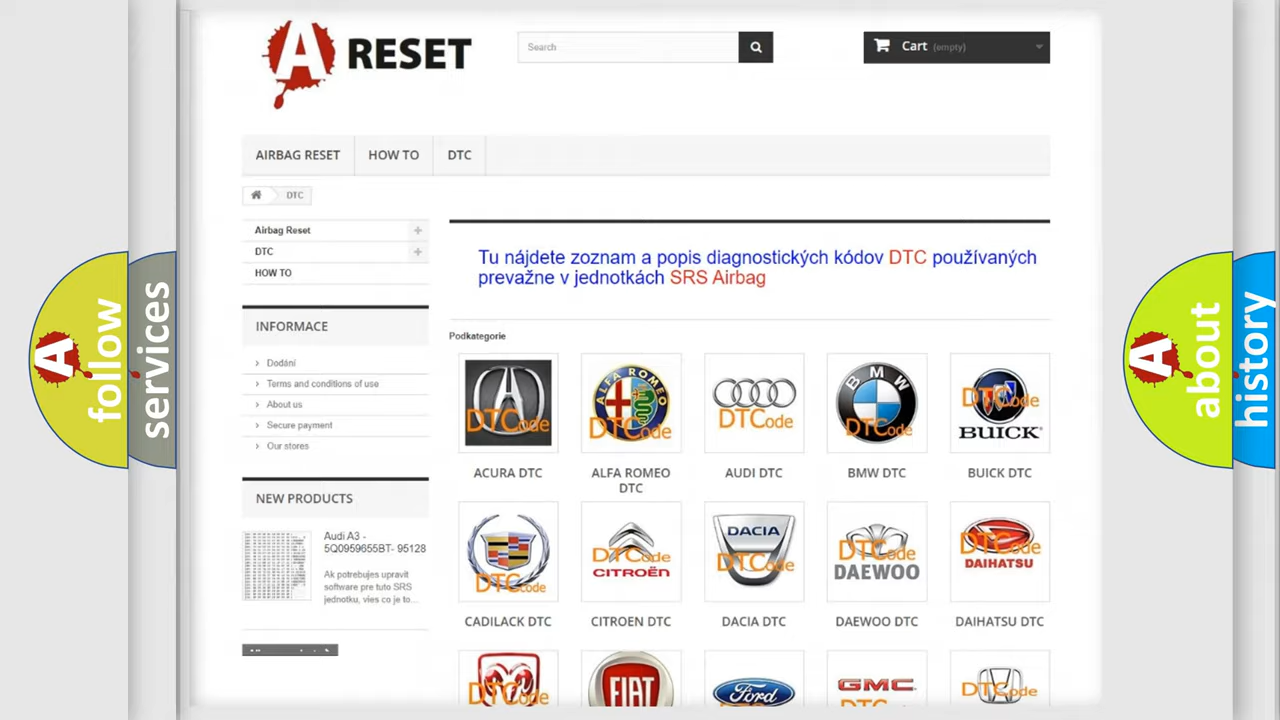 A RESET
Search
Cart (empty)
AIRBAG RESET
HOW TO
DTC
DTC
Airbag Reset
DTC
HOW TO
INFORMACE
Dodání
Terms and conditions of use
About us
Secure payment
Our stores
NEW PRODUCTS
Audi A3 -
5Q0959655BT- 95128
Ak potrebujes upravit
software pre tuto SRS
jednotku, vies co je to...
Tu nájdete zoznam a popis diagnostických kódov DTC používaných
prevažne v jednotkách SRS Airbag
Podkategorie
DTCode
ALFA ROMEO
DTCode
DTCode
BMW
DTCode
DTCode
BUICK
ACURA DTC
ALFA ROMEO
DTC
AUDI DTC
BMW DTC
BUICK DTC
DTCode
DTCode
CITROËN
DACIA
DTCode
DTCode
DAEWOO
DTCode
DAIHATSU
CADILACK DTC
CITROEN DTC
DACIA DTC
DAEWOO DTC
DAIHATSU DTC
DTCode
FIAT
Ford
GMC
DTCode
A follow
services
A about
history